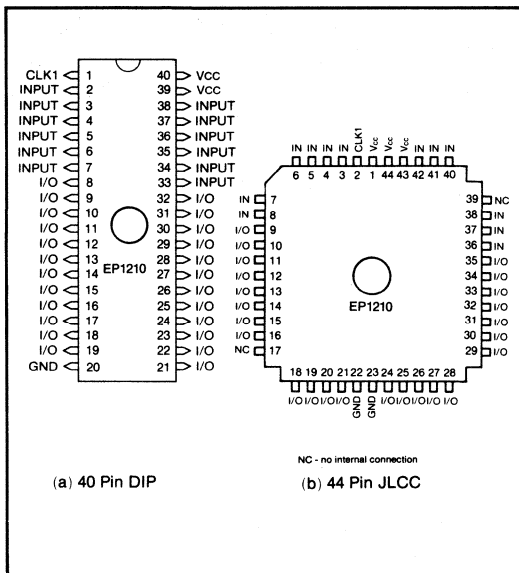 CLK1 1 40 Vcc
INPUT 2 39 Vcc
INPUT 3 38 INPUT
INPUT 4 37 INPUT
INPUT 5 36 INPUT
INPUT 6 35 INPUT
INPUT 7 34 INPUT
I/O 8 33 INPUT
I/O 9 32 I/O
I/O 10 31 I/O
I/O 11 30 I/O
I/O 12 29 I/O
I/O 13 28 I/O
I/O 14 27 I/O
I/O 15 26 I/O
I/O 16 25 I/O
I/O 17 24 I/O
I/O 18 23 I/O
I/O 19 22 I/O
GND 20 21 I/O
EP1210
(a) 40 Pin DIP
IN IN IN IN CLK1 Vcc Vcc Vcc IN IN IN
6 5 4 3 2 1 44 43 42 41 40
IN 7 39 NC
IN 8 38 IN
I/O 9 37 IN
I/O 10 36 IN
I/O 11 35 I/O
I/O 12 34 I/O
I/O 13 33 I/O
I/O 14 32 I/O
I/O 15 31 I/O
I/O 16 30 I/O
NC 17 29 I/O
EP1210
18 19 20 21 22 23 24 25 26 27 28
I/O I/O I/O I/O GND GND I/O I/O I/O I/O I/O
NC - no internal connection
(b) 44 Pin JLCC